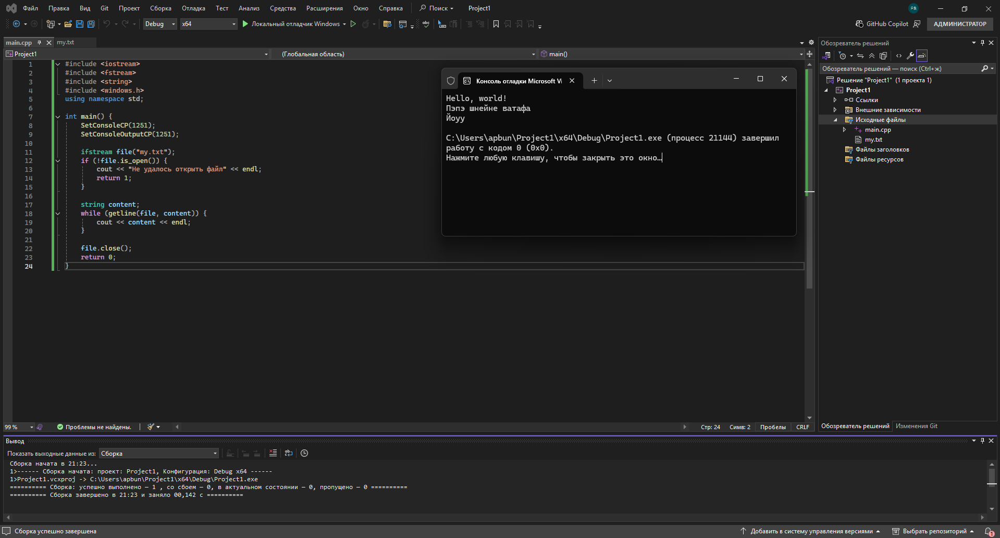 Файл Правка Вид Git Проект Сборка Отладка Тест Анализ Средства Расширения Окно Справка Поиск Project1 РВ
Debug x64 Локальный отладчик Windows GitHub Copilot АДМИНИСТРАТОР
main.cpp my.txt
Project1 (Глобальная область) main()
1 #include <iostream>
2 #include <fstream>
3 #include <string>
4 #include <windows.h>
5 using namespace std;
6
7 int main() {
8 SetConsoleCP(1251);
9 SetConsoleOutputCP(1251);
10
11 ifstream file("my.txt");
12 if (!file.is_open()) {
13 cout << "Не удалось открыть файл" << endl;
14 return 1;
15 }
16
17 string content;
18 while (getline(file, content)) {
19 cout << content << endl;
20 }
21
22 file.close();
23 return 0;
24 }
Консоль отладки Microsoft Vi
Hello, world!
Пэпэ шнейне ватафа
Йоуу
C:\Users\apbun\Project1\x64\Debug\Project1.exe (процесс 21144) завершил
работу с кодом 0 (0x0).
Нажмите любую клавишу, чтобы закрыть это окно…
Обозреватель решений
Обозреватель решений — поиск (Ctrl+ж)
Решение "Project1" (1 проекта 1)
Project1
Ссылки
Внешние зависимости
Исходные файлы
main.cpp
my.txt
Файлы заголовков
Файлы ресурсов
99 % Проблемы не найдены. Стр: 24 Симв: 2 Пробелы CRLF
Обозреватель решений Изменения Git
Вывод
Показать выходные данные из: Сборка
Сборка начата в 21:23...
1>------ Сборка начата: проект: Project1, Конфигурация: Debug x64 ------
1>Project1.vcxproj -> C:\Users\apbun\Project1\x64\Debug\Project1.exe
========== Сборка: успешно выполнено — 1 , со сбоем — 0, в актуальном состоянии — 0, пропущено — 0 ==========
========== Сборка завершено в 21:23 и заняло 00,142 с ==========
Сборка успешно завершена Добавить в систему управления версиями Выбрать репозиторий 1